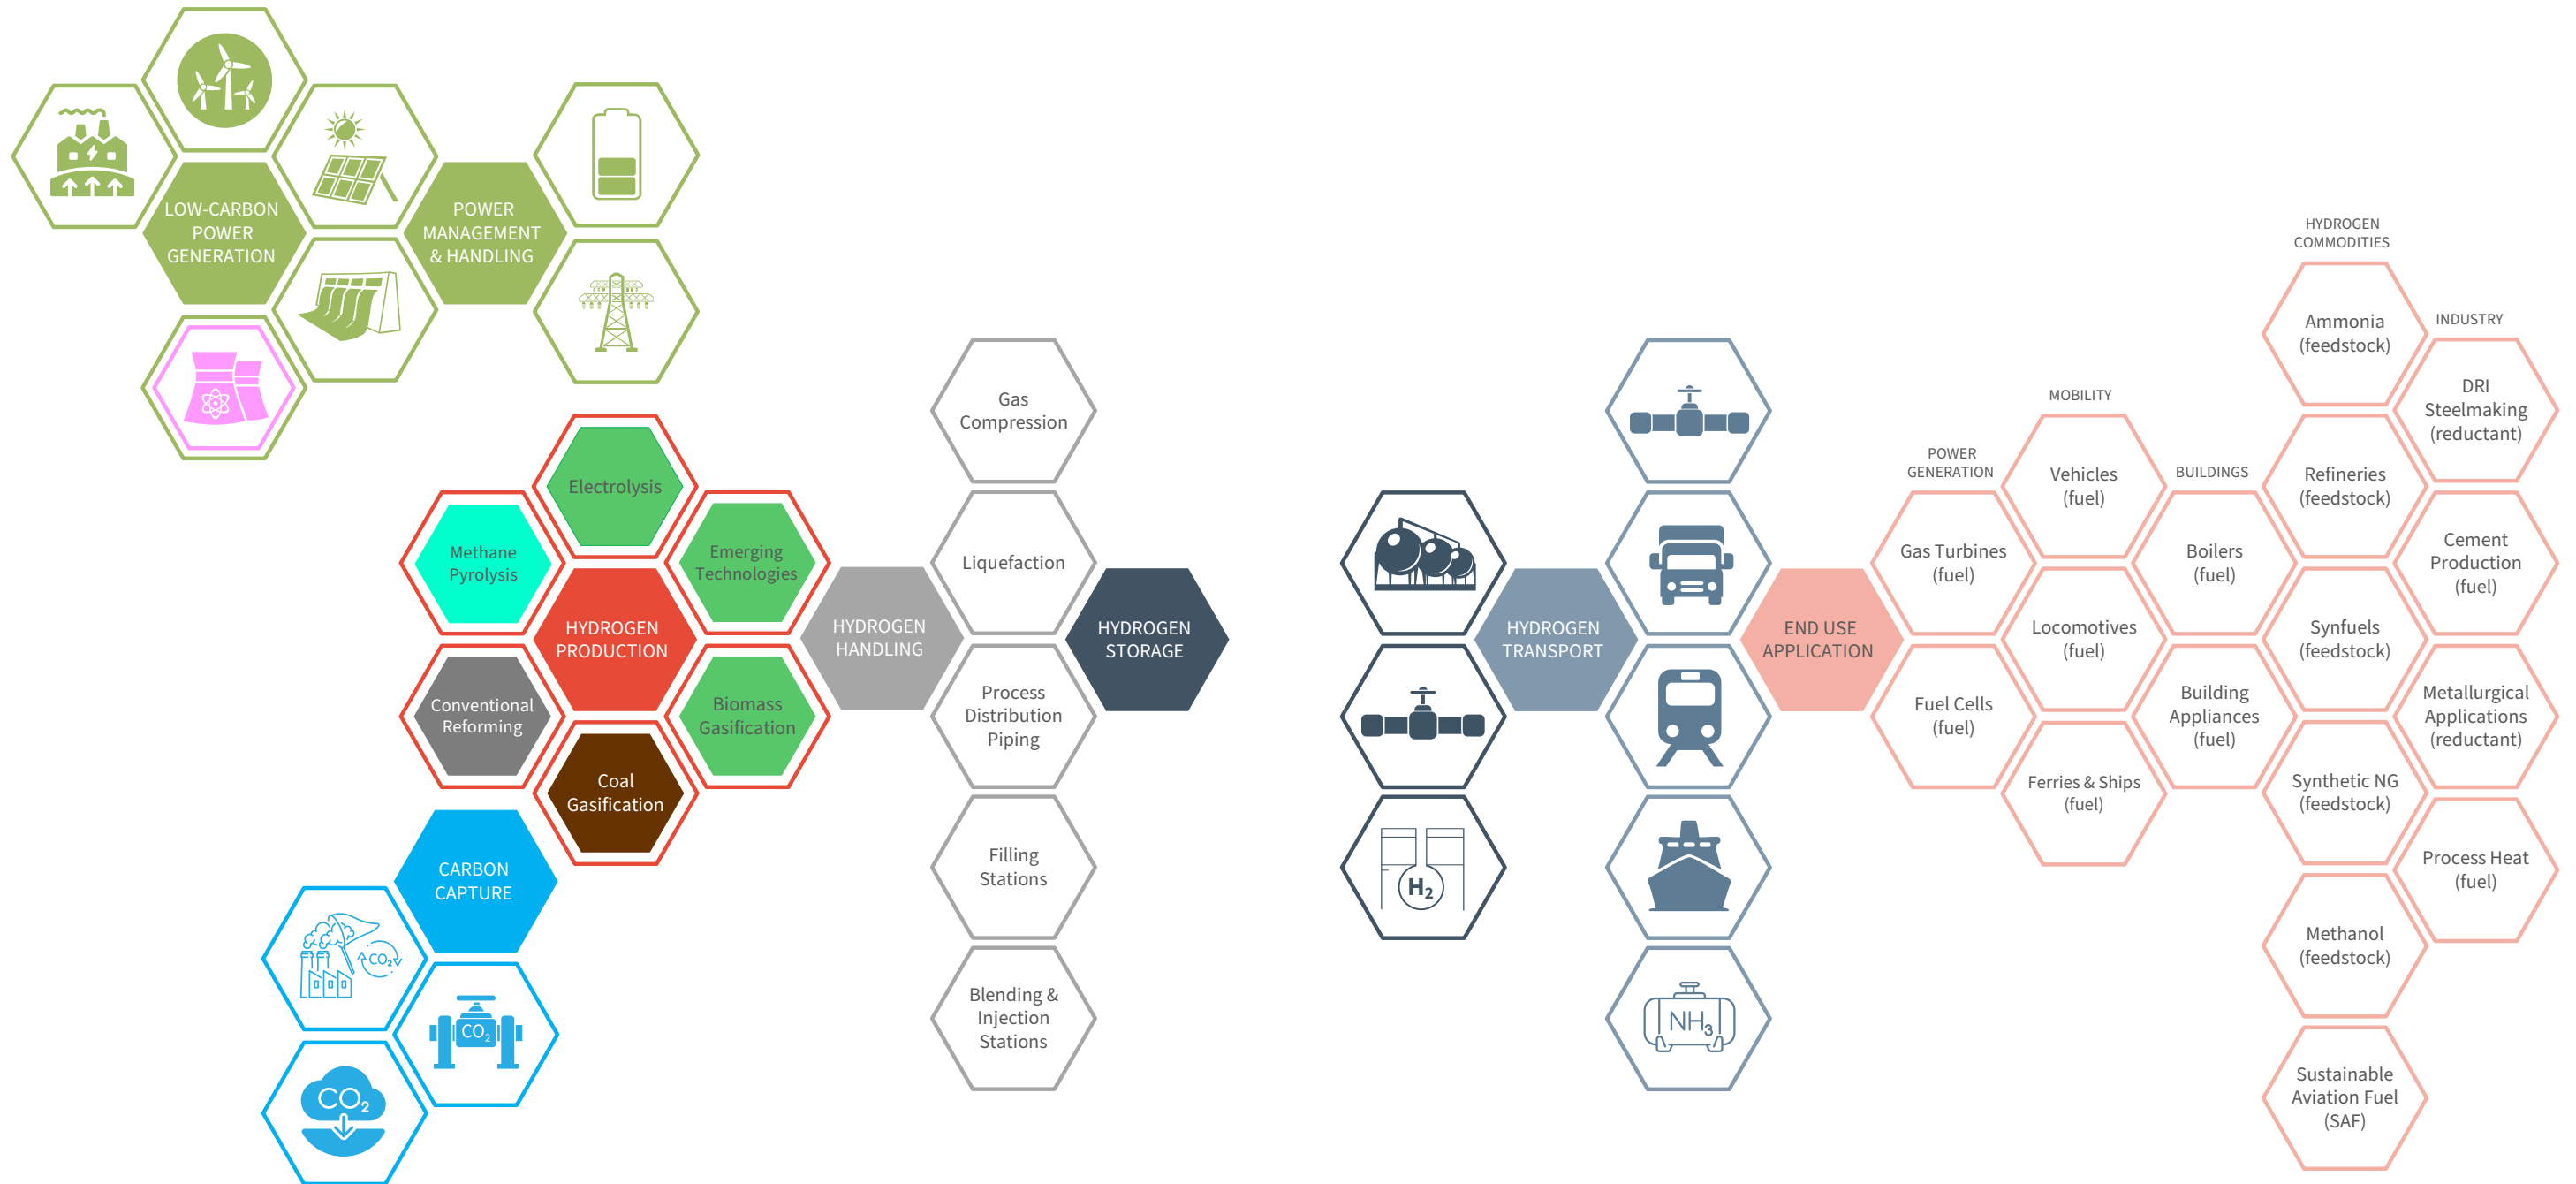 LOW-CARBON
POWER
GENERATION
POWER
MANAGEMENT
& HANDLING
Electrolysis
Methane
Pyrolysis
Emerging
Technologies
HYDROGEN
PRODUCTION
Conventional
Reforming
Biomass
Gasification
Coal
Gasification
CARBON
CAPTURE
CO2
CO2
CO2
HYDROGEN
HANDLING
Gas
Compression
Liquefaction
Process
Distribution
Piping
Filling
Stations
Blending &
Injection
Stations
HYDROGEN
STORAGE
H2
HYDROGEN
TRANSPORT
NH3
END USE
APPLICATION
POWER
GENERATION
Gas Turbines
(fuel)
Fuel Cells
(fuel)
MOBILITY
Vehicles
(fuel)
Locomotives
(fuel)
Ferries & Ships
(fuel)
BUILDINGS
Boilers
(fuel)
Building
Appliances
(fuel)
HYDROGEN
COMMODITIES
Ammonia
(feedstock)
Refineries
(feedstock)
Synfuels
(feedstock)
Synthetic NG
(feedstock)
Methanol
(feedstock)
Sustainable
Aviation Fuel
(SAF)
INDUSTRY
DRI
Steelmaking
(reductant)
Cement
Production
(fuel)
Metallurgical
Applications
(reductant)
Process Heat
(fuel)